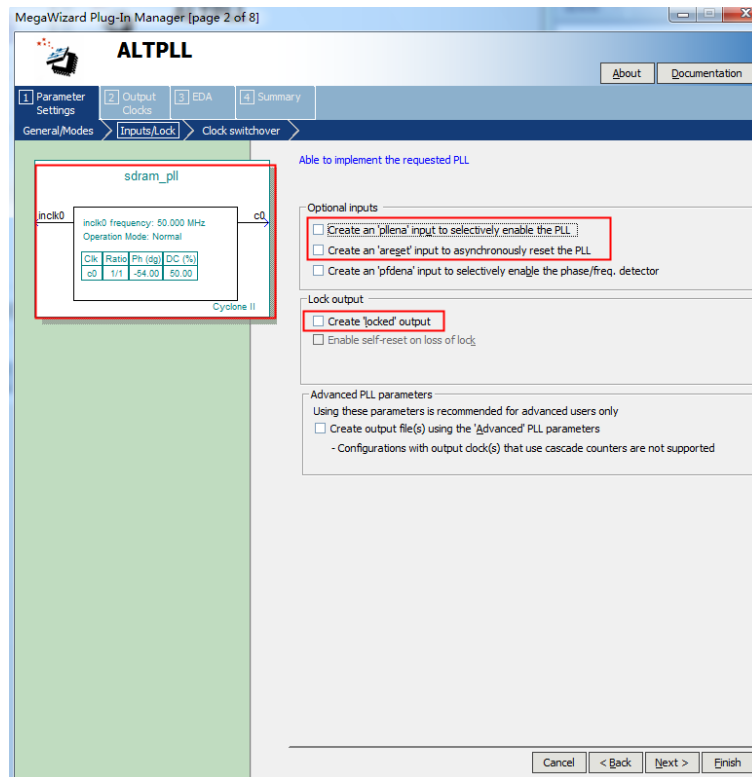 MegaWizard Plug-In Manager [page 2 of 8]
ALTPLL
About
Documentation
1 Parameter Settings
2 Output Clocks
3 EDA
4 Summary
General/Modes
Inputs/Lock
Clock switchover
sdram_pll
inclk0
c0
inclk0 frequency: 50.000 MHz
Operation Mode: Normal
Clk Ratio Ph (dg) DC (%)
c0 1/1 -54.00 50.00
Cyclone II
Able to implement the requested PLL
Optional inputs
Create an 'pllena' input to selectively enable the PLL
Create an 'areset' input to asynchronously reset the PLL
Create an 'pfdena' input to selectively enable the phase/freq. detector
Lock output
Create 'locked' output
Enable self-reset on loss of lock
Advanced PLL parameters
Using these parameters is recommended for advanced users only
Create output file(s) using the 'Advanced' PLL parameters
- Configurations with output clock(s) that use cascade counters are not supported
Cancel
< Back
Next >
Finish